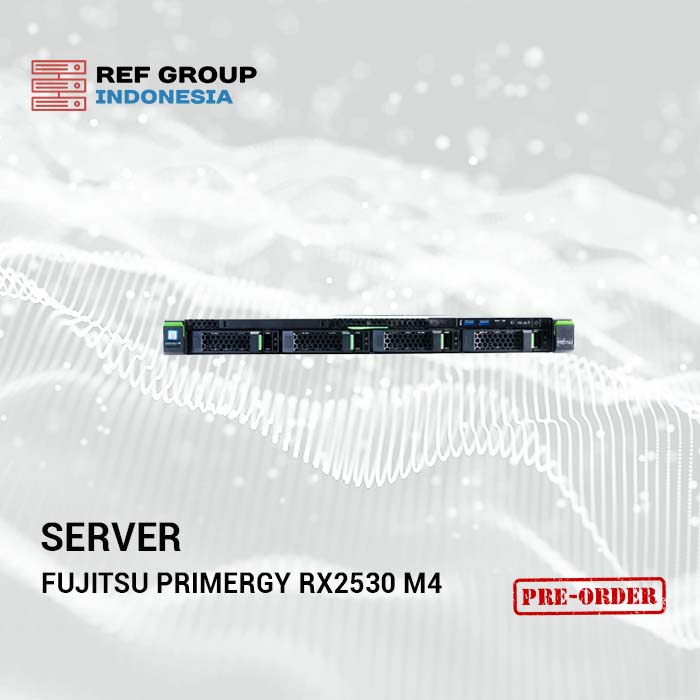 REF GROUP
INDONESIA
SERVER
FUJITSU PRIMERGY RX2530 M4
PRE-ORDER